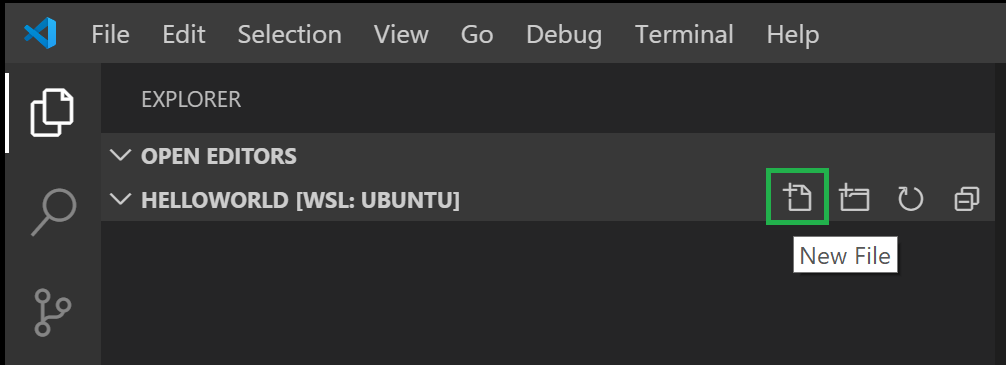 File Edit Selection View Go Debug Terminal Help
EXPLORER
OPEN EDITORS
HELLOWORLD [WSL: UBUNTU]
New File